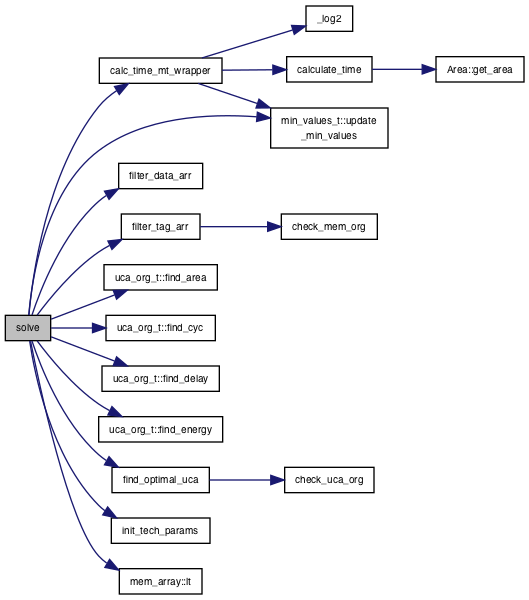 _log2
calc_time_mt_wrapper
calculate_time
Area::get_area
min_values_t::update
_min_values
filter_data_arr
filter_tag_arr
check_mem_org
uca_org_t::find_area
solve
uca_org_t::find_cyc
uca_org_t::find_delay
uca_org_t::find_energy
find_optimal_uca
check_uca_org
init_tech_params
mem_array::lt